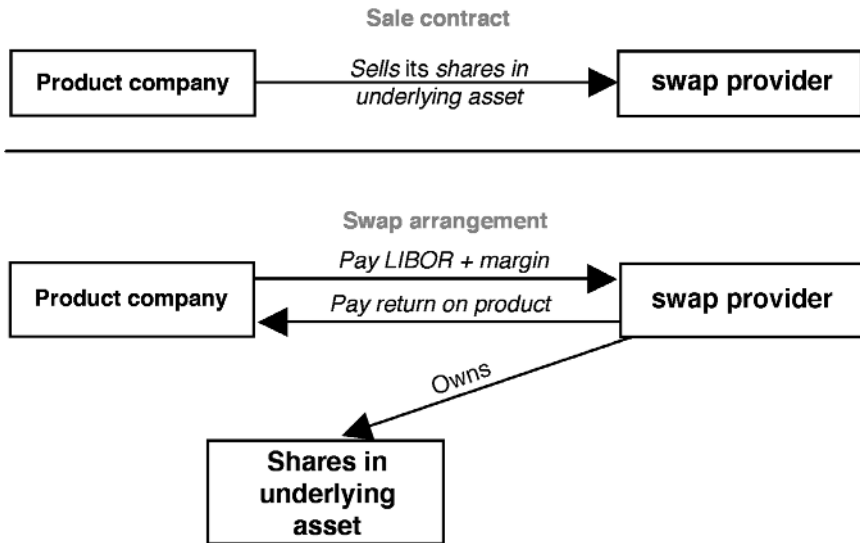 Sale contract
Product company
Sells its shares in
underlying asset
swap provider
Swap arrangement
Product company
Pay LIBOR + margin
Pay return on product
swap provider
Owns
Shares in
underlying
asset